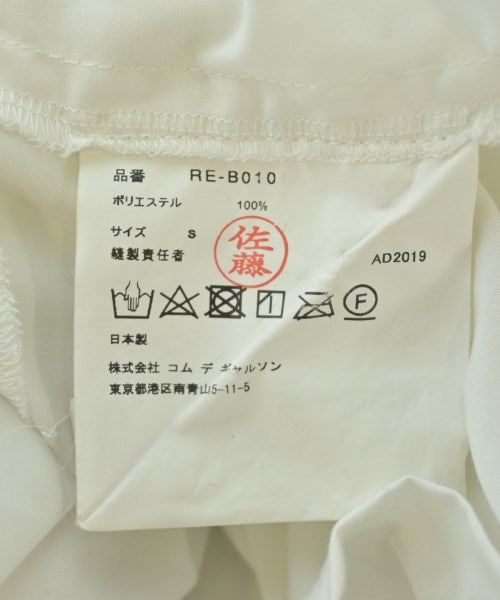 品番 RE-B010
ポリエステル 100%
サイズ S
縫製責任者 佐藤 AD2019
F
日本製
株式会社 コム デ ギャルソン
東京都港区南青山5-11-5